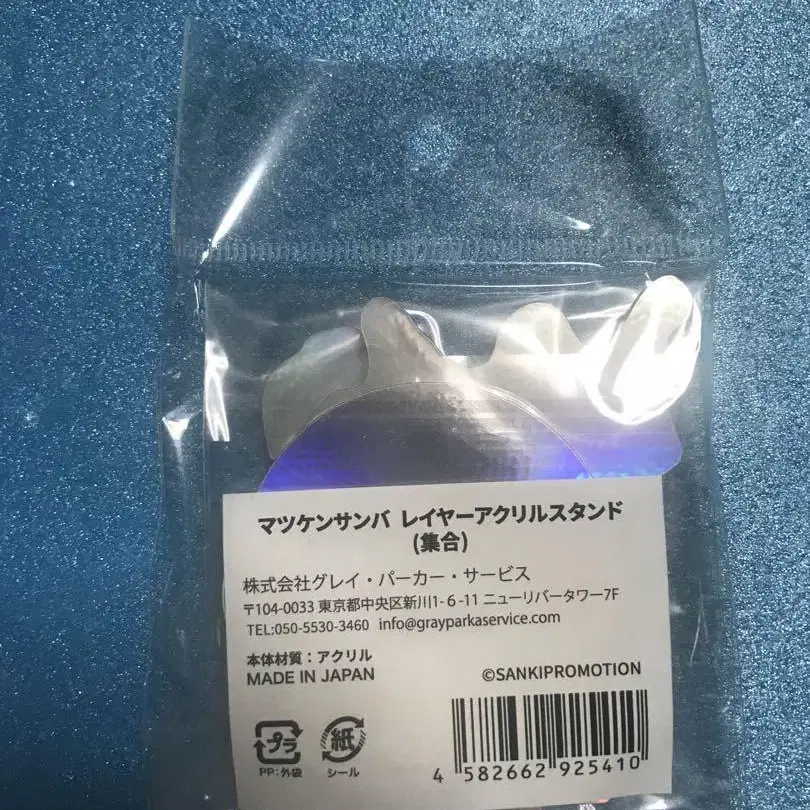 マツケンサンバ レイヤーアクリルスタンド
(集合)
株式会社グレイ・パーカー・サービス
〒104-0033 東京都中央区新川1-6-11 ニューリバータワー7F
TEL:050-5530-3460 info@grayparkaservice.com
本体材質：アクリル
MADE IN JAPAN
©SANKIPROMOTION
プラ
PP:外袋
紙
シール
4 582662 925410